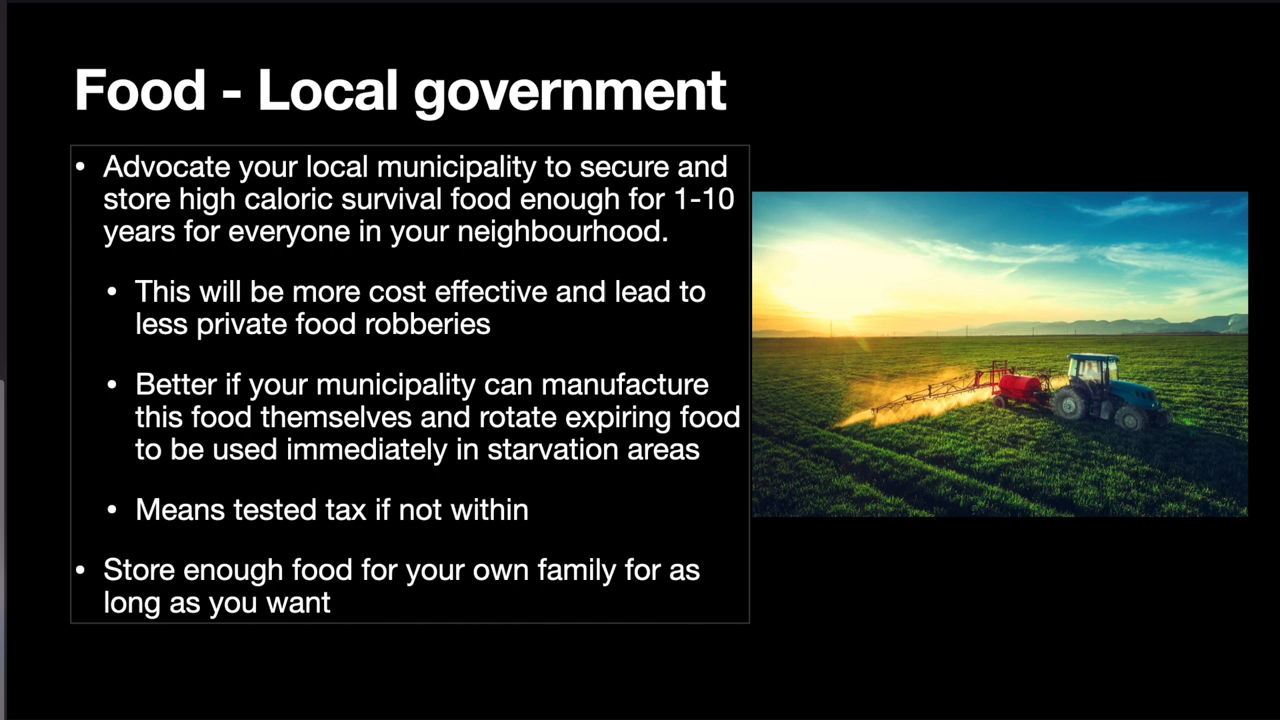 Food - Local government
• Advocate your local municipality to secure and
store high caloric survival food enough for 1-10
years for everyone in your neighbourhood.
• This will be more cost effective and lead to
less private food robberies
• Better if your municipality can manufacture
this food themselves and rotate expiring food
to be used immediately in starvation areas
• Means tested tax if not within
• Store enough food for your own family for as
long as you want